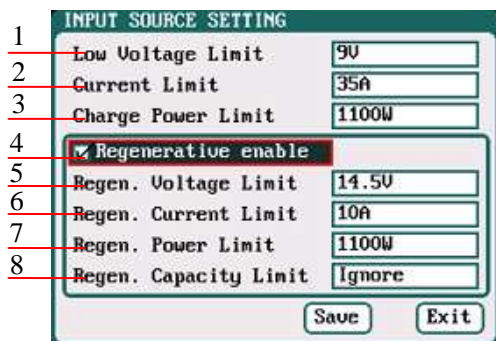 INPUT SOURCE SETTING
1 Low Voltage Limit 9V
2 Current Limit 35A
3 Charge Power Limit 1100W
4 Regenerative enable
5 Regen. Voltage Limit 14.5V
6 Regen. Current Limit 10A
7 Regen. Power Limit 1100W
8 Regen. Capacity Limit Ignore
Save Exit